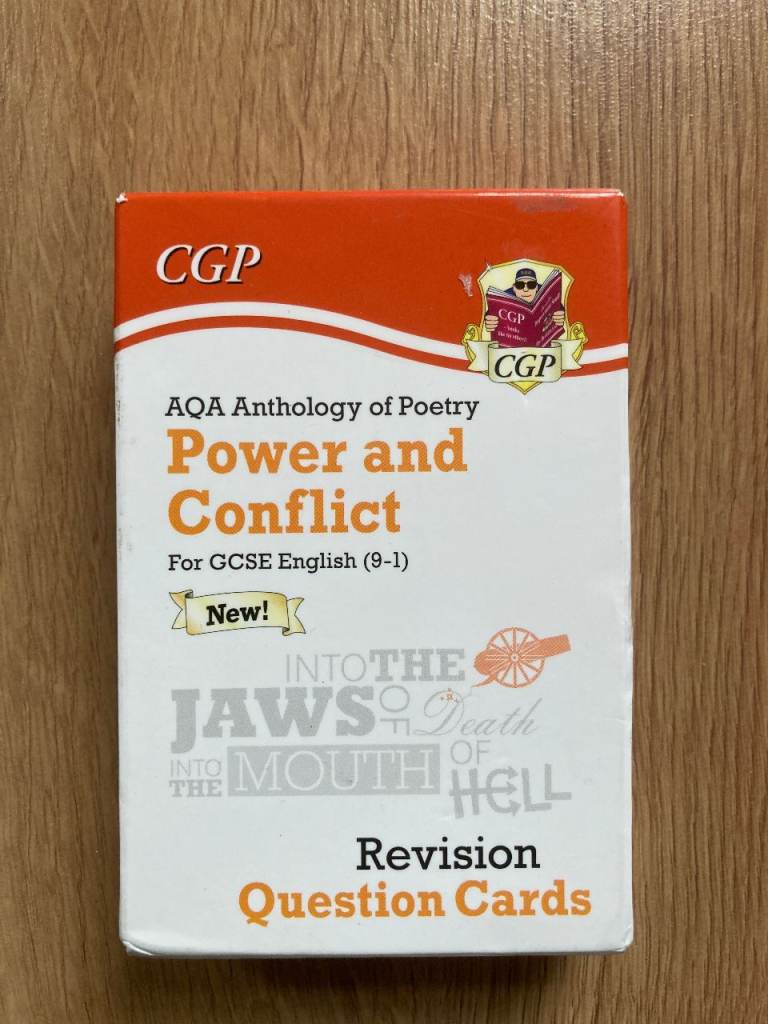 CGP
CGP
CGP
AQA Anthology of Poetry
Power and
Conflict
For GCSE English (9-1)
New!
INTO THE
JAWS OF Death
INTO THE MOUTH OF HELL
Revision
Question Cards